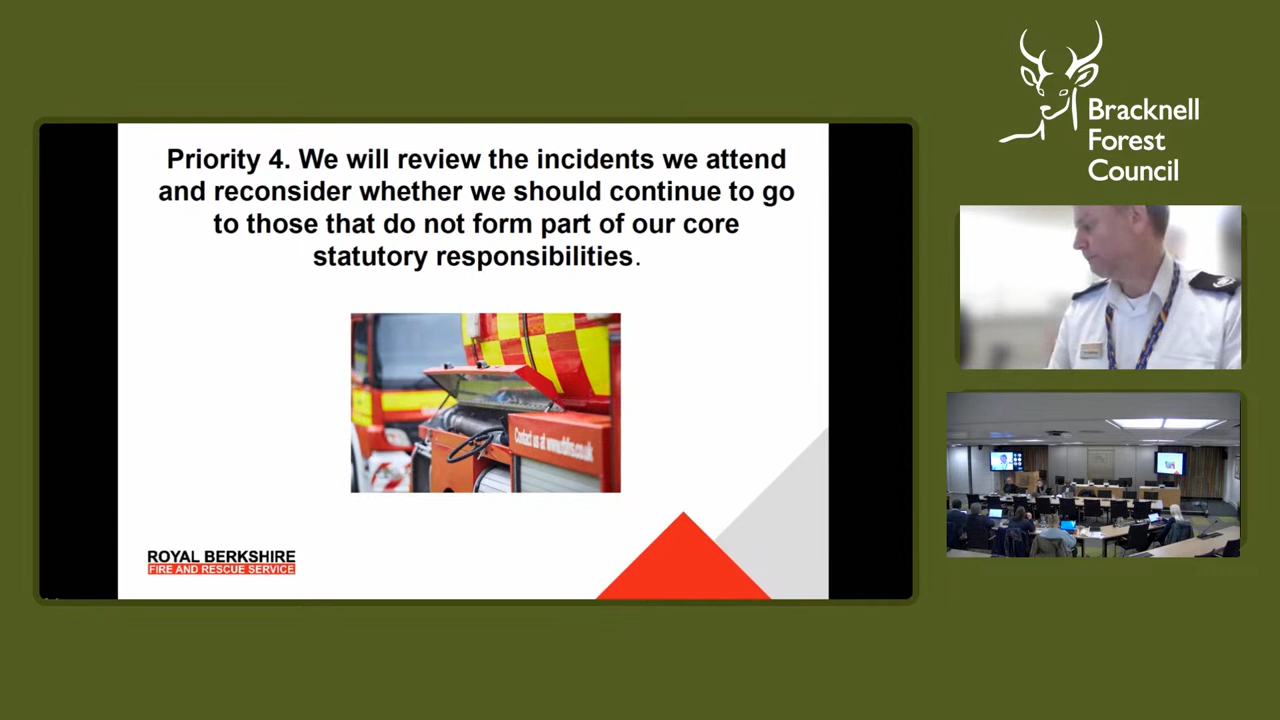 Priority 4. We will review the incidents we attend
and reconsider whether we should continue to go
to those that do not form part of our core
statutory responsibilities.
Contact us at www.rbfrs.co.uk
ROYAL BERKSHIRE
FIRE AND RESCUE SERVICE
Bracknell
Forest
Council